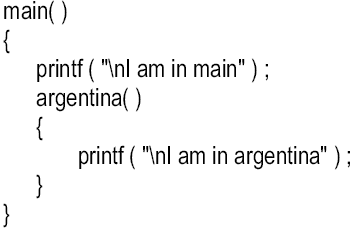 main( )
{
printf ( "\nI am in main" ) ;
argentina( )
{
printf ( "\nI am in argentina" ) ;
}
}